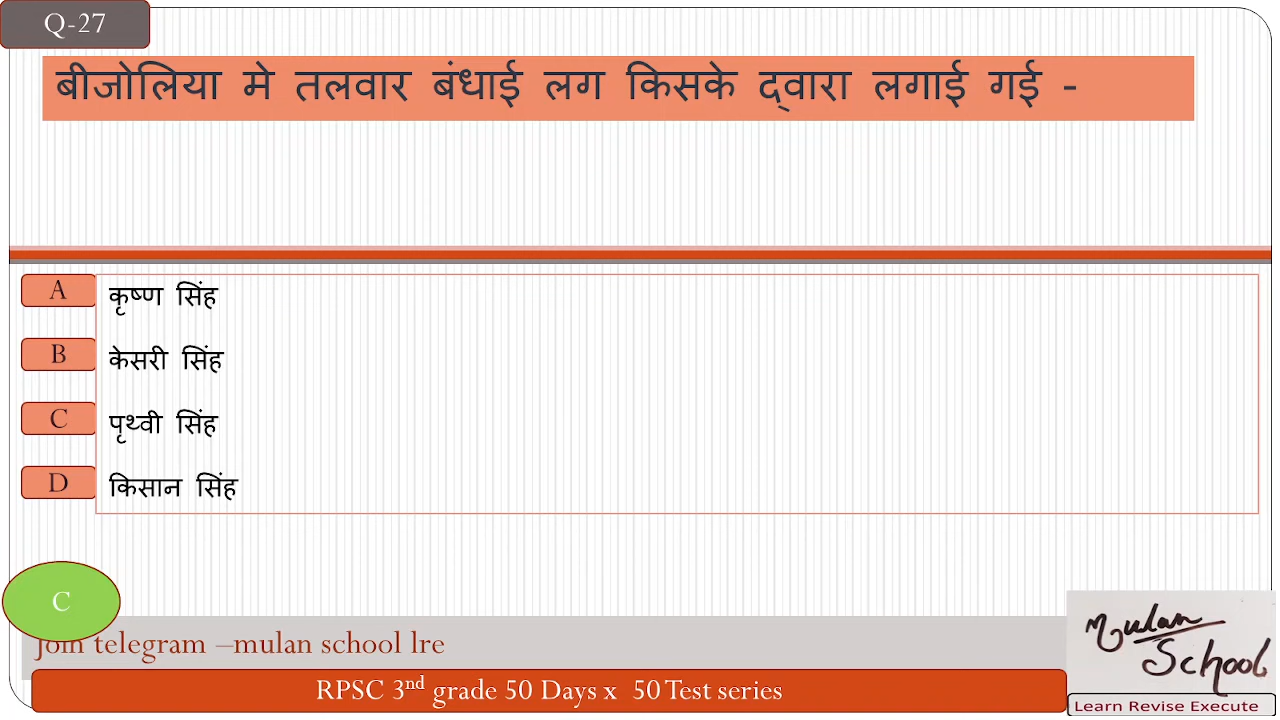 Q-27
बीजोलिया मे तलवार बंधाई लग किसके द्वारा लगाई गई -
A कृष्ण सिंह
B केसरी सिंह
C पृथ्वी सिंह
D किसान सिंह
C
Join telegram –mulan school lre
RPSC 3nd grade 50 Days x 50 Test series
Mulan
School
Learn Revise Execute